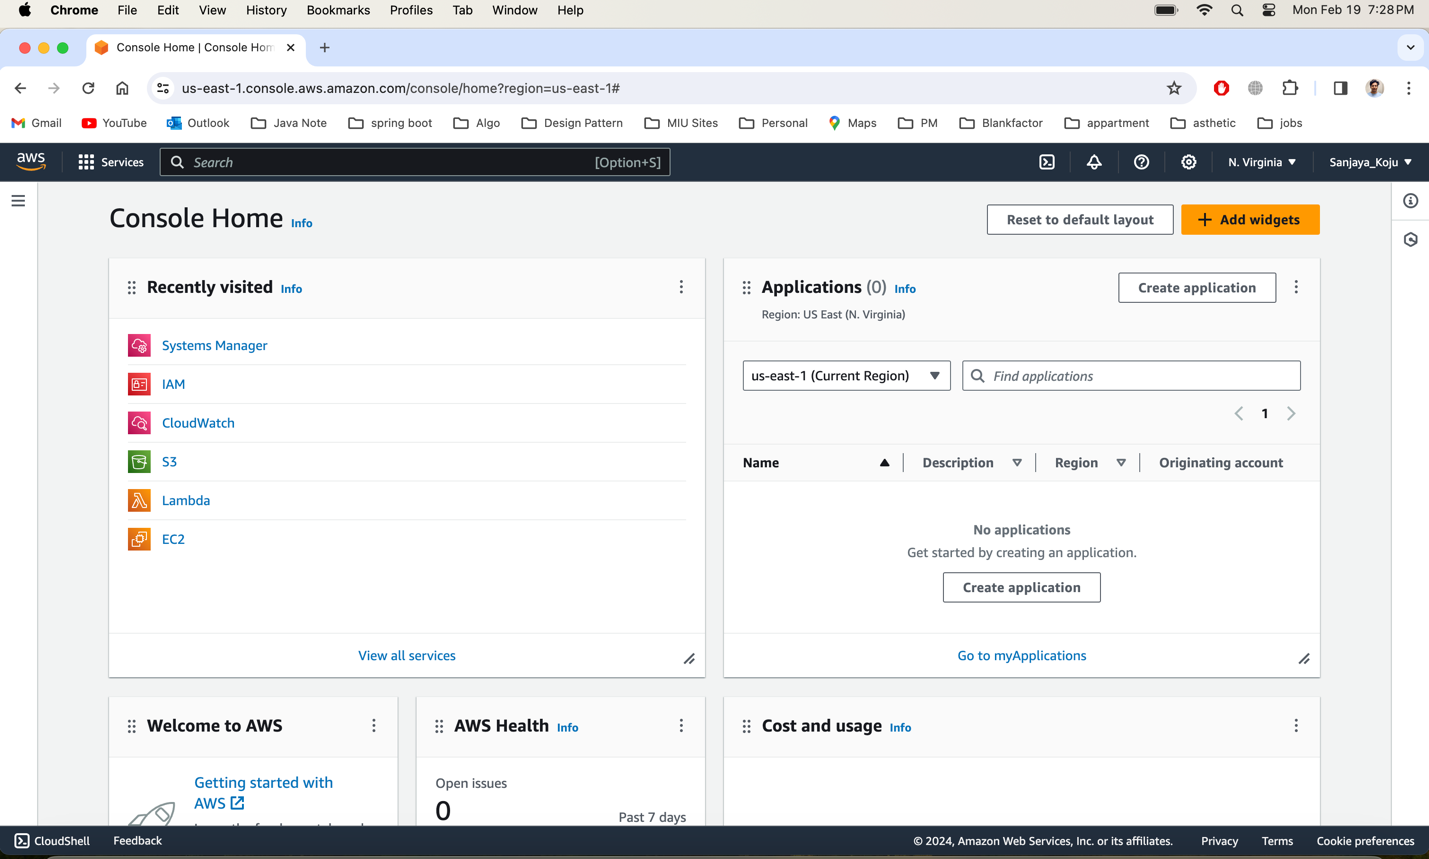 Chrome File Edit View History Bookmarks Profiles Tab Window Help Mon Feb 19 7:28 PM
Console Home | Console Hom
us-east-1.console.aws.amazon.com/console/home?region=us-east-1#
Gmail YouTube Outlook Java Note spring boot Algo Design Pattern MIU Sites Personal Maps PM Blankfactor appartment asthetic jobs
aws Services Search [Option+S] N. Virginia Sanjaya_Koju
Console Home Info Reset to default layout Add widgets
Recently visited Info
Systems Manager
IAM
CloudWatch
S3
Lambda
EC2
View all services
Applications (0) Info Create application
Region: US East (N. Virginia)
us-east-1 (Current Region) Find applications
1
Name Description Region Originating account
No applications
Get started by creating an application.
Create application
Go to myApplications
Welcome to AWS
Getting started with
AWS
AWS Health Info
Open issues
0
Past 7 days
Cost and usage Info
CloudShell Feedback © 2024, Amazon Web Services, Inc. or its affiliates. Privacy Terms Cookie preferences